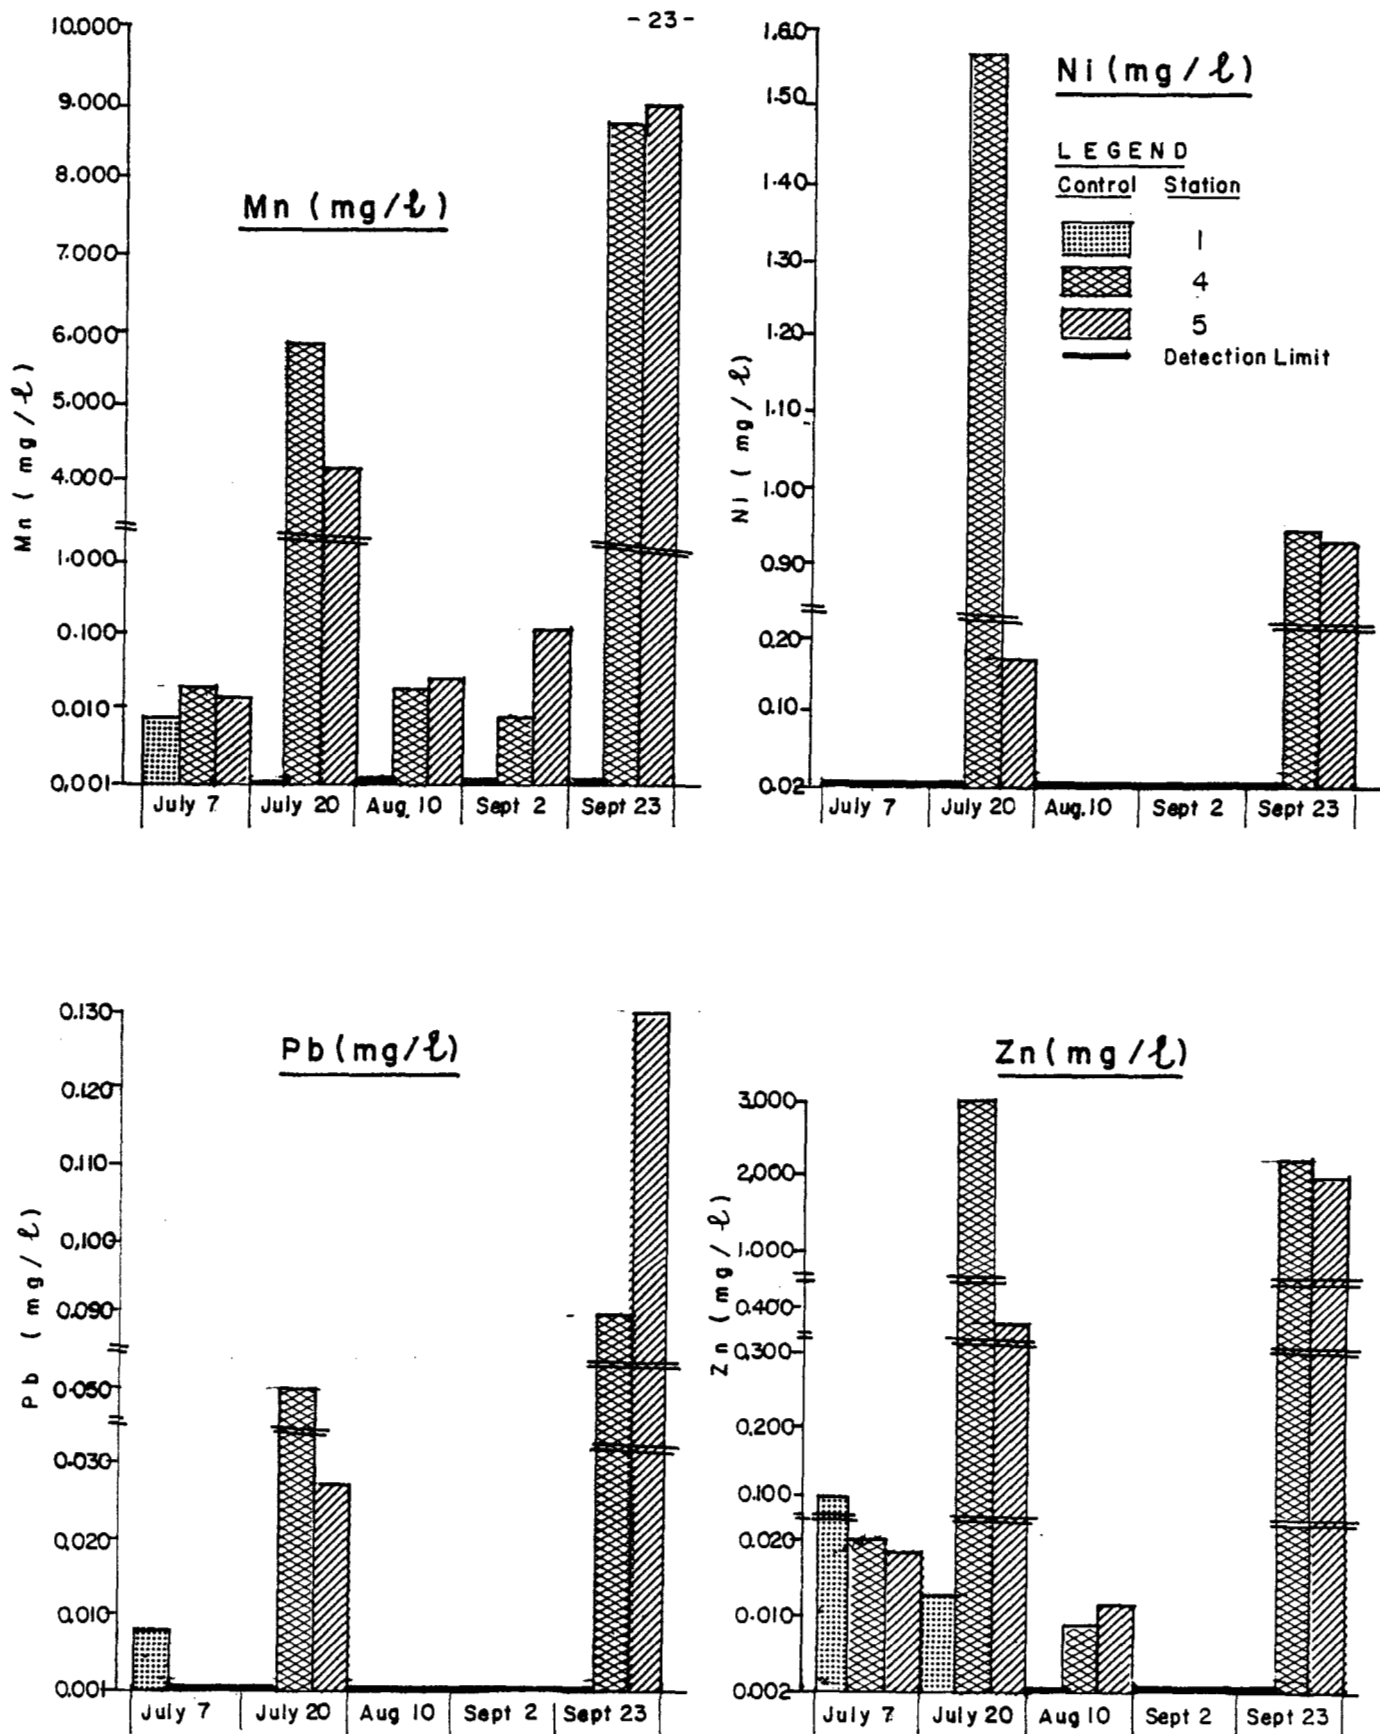 -23-
Mn (mg/ℓ)
Mn (mg/ℓ)
10.000
9.000
8.000
7.000
6.000
5.000
4.000
1.000
0.100
0.010
0.001
July 7
July 20
Aug. 10
Sept 2
Sept 23
Ni (mg/ℓ)
LEGEND
Control Station
1
4
5
Detection Limit
Ni (mg/ℓ)
1.60
1.50
1.40
1.30
1.20
1.10
1.00
0.90
0.20
0.10
0.02
July 7
July 20
Aug. 10
Sept 2
Sept 23
Pb (mg/ℓ)
Pb (mg/ℓ)
0.130
0.120
0.110
0.100
0.090
0.050
0.030
0.020
0.010
0.001
July 7
July 20
Aug 10
Sept 2
Sept 23
Zn (mg/ℓ)
Zn (mg/ℓ)
3.000
2.000
1.000
0.400
0.300
0.200
0.100
0.020
0.010
0.002
July 7
July 20
Aug 10
Sept 2
Sept 23